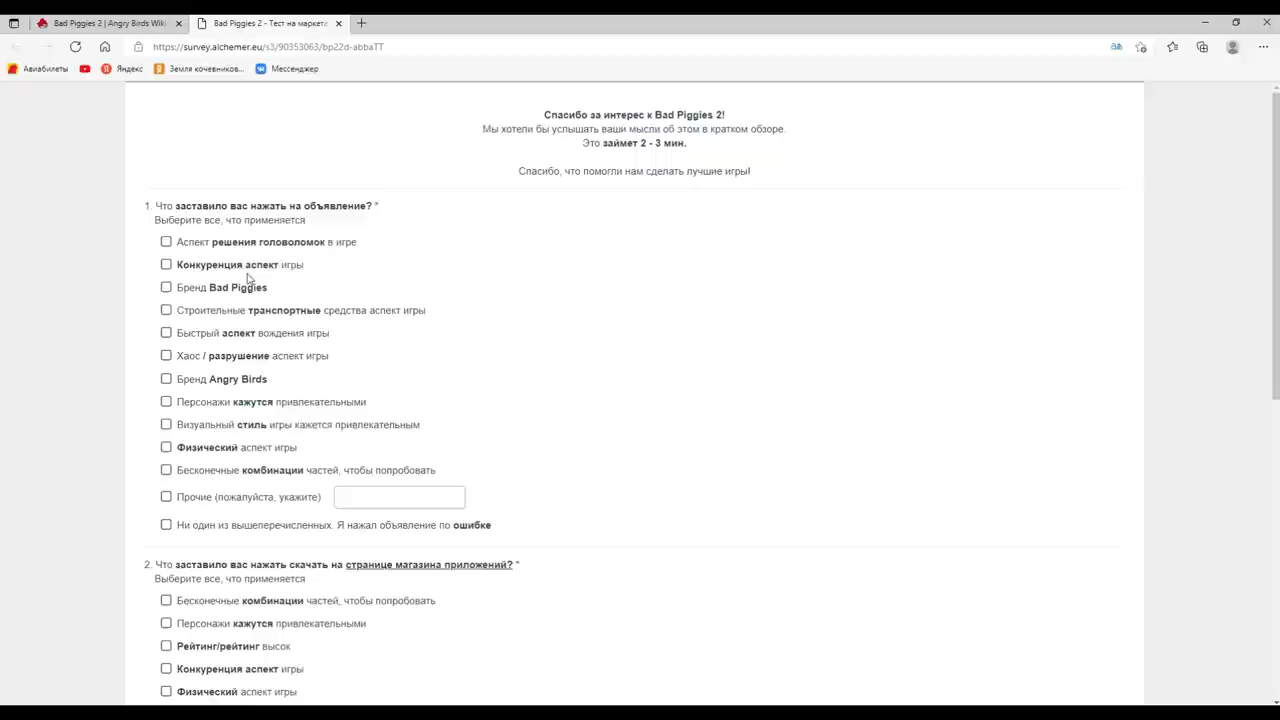 Bad Piggies 2 | Angry Birds Wiki
Bad Piggies 2 - Тест на маркета
https://survey.alchemer.eu/s3/90353063/bp22d-abbaTT
Авиабилеты
Яндекс
Земля кочевников...
Мессенджер
Спасибо за интерес к Bad Piggies 2!
Мы хотели бы услышать ваши мысли об этом в кратком обзоре.
Это займет 2 - 3 мин.
Спасибо, что помогли нам сделать лучшие игры!
1. Что заставило вас нажать на объявление? *
Выберите все, что применяется
Аспект решения головоломок в игре
Конкуренция аспект игры
Бренд Bad Piggies
Строительные транспортные средства аспект игры
Быстрый аспект вождения игры
Хаос / разрушение аспект игры
Бренд Angry Birds
Персонажи кажутся привлекательными
Визуальный стиль игры кажется привлекательным
Физический аспект игры
Бесконечные комбинации частей, чтобы попробовать
Прочие (пожалуйста, укажите)
Ни один из вышеперечисленных. Я нажал объявление по ошибке
2. Что заставило вас нажать скачать на странице магазина приложений? *
Выберите все, что применяется
Бесконечные комбинации частей, чтобы попробовать
Персонажи кажутся привлекательными
Рейтинг/рейтинг высок
Конкуренция аспект игры
Физический аспект игры